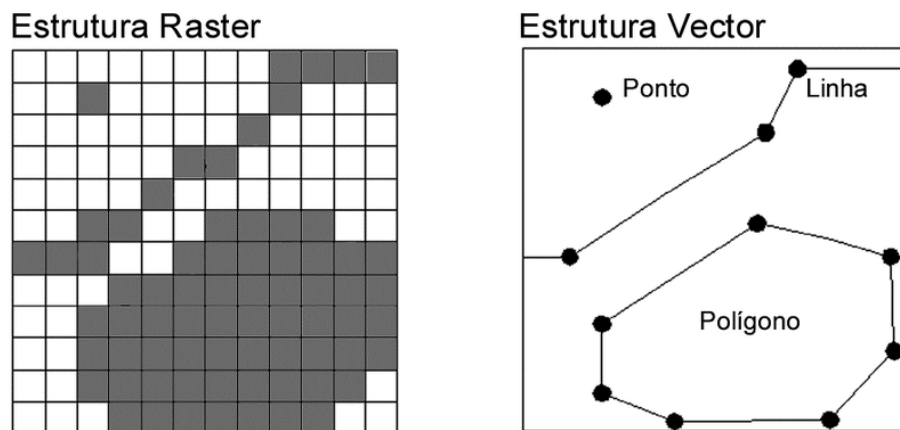 Estrutura Raster
Estrutura Vector
Ponto
Linha
Polígono